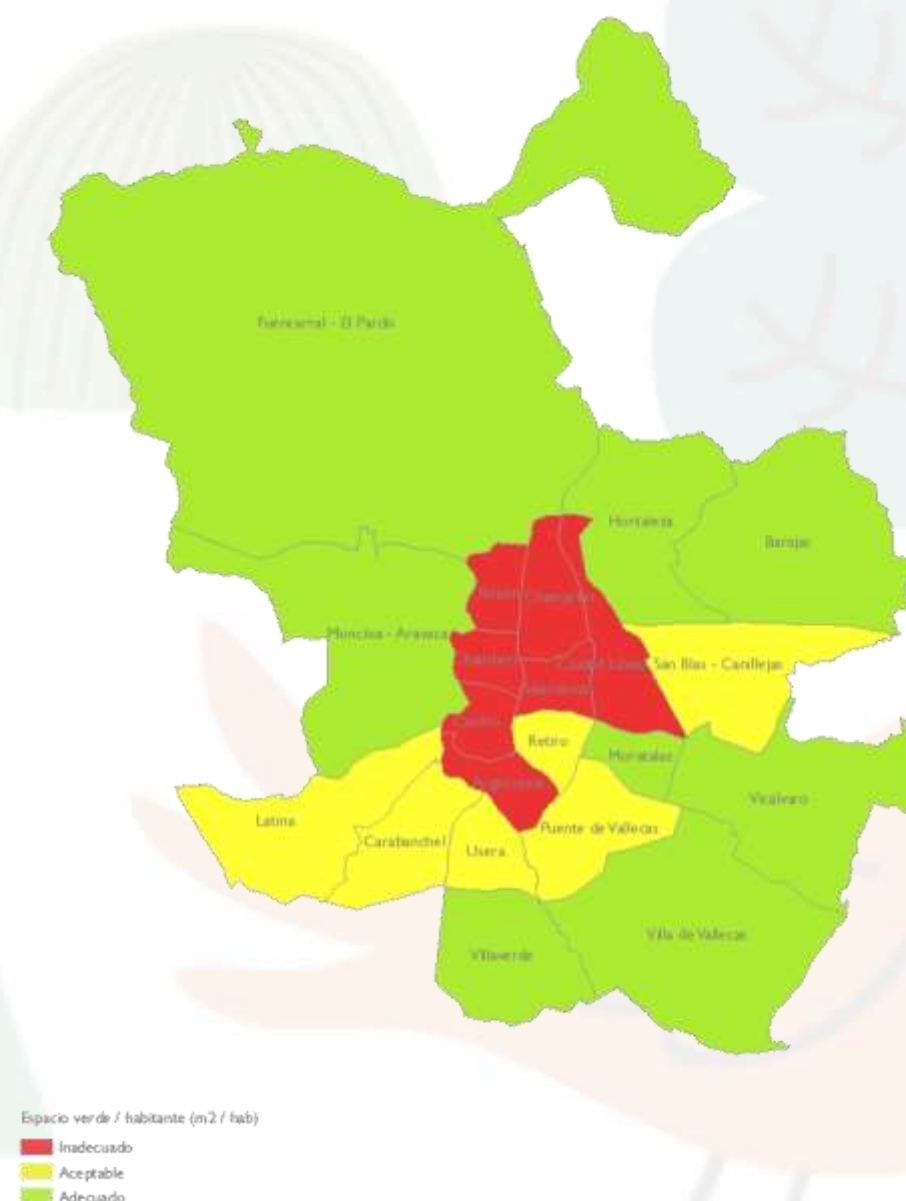 Fuencarral - El Pardo
Hortaleza
Barajas
Tetuán
Chamartín
Moncloa - Aravaca
Chamberí
Ciudad Lineal
San Blas - Canillejas
Salamanca
Centro
Retiro
Moratalaz
Arganzuela
Vicálvaro
Latina
Puente de Vallecas
Carabanchel
Usera
Villa de Vallecas
Villaverde
Espacio verde / habitante (m2 / hab)
Inadecuado
Aceptable
Adecuado